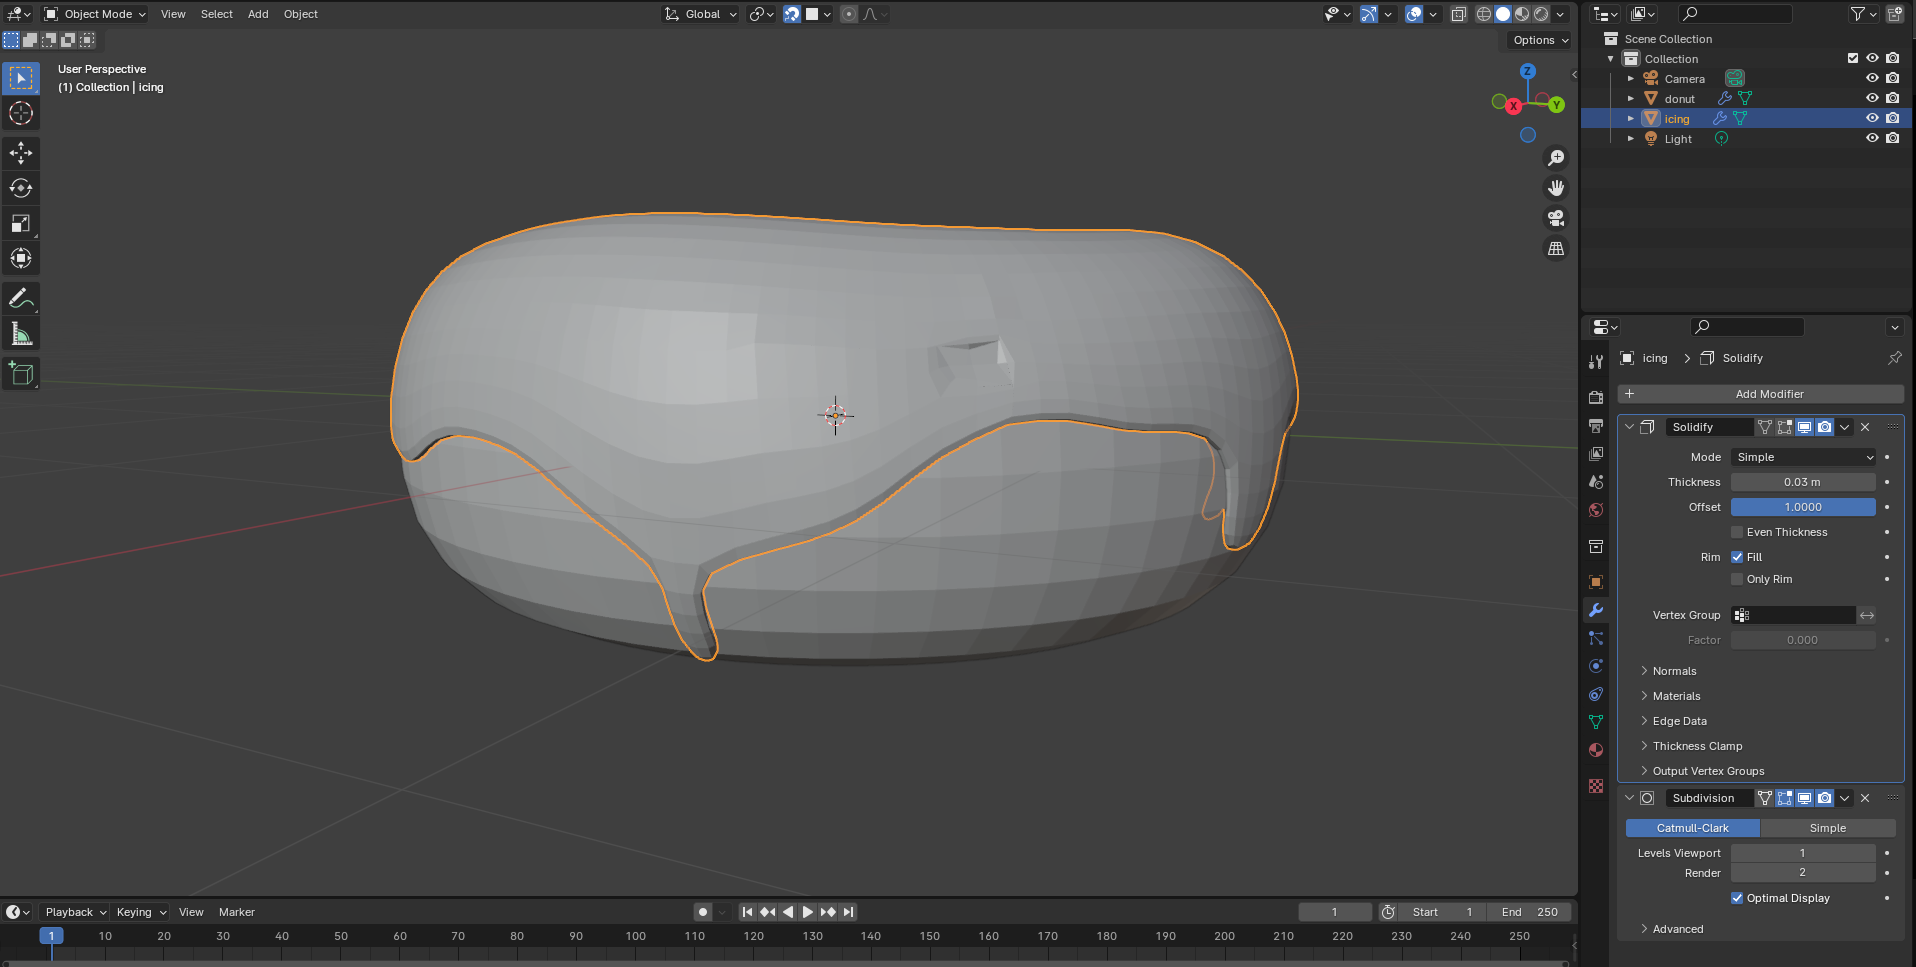 Object Mode View Select Add Object Global
Options
User Perspective
(1) Collection | icing
Z
X Y
Scene Collection
Collection
Camera
donut
icing
Light
icing > Solidify
+ Add Modifier
Solidify
Mode Simple
Thickness 0.03 m
Offset 1.0000
Even Thickness
Rim Fill
Only Rim
Vertex Group
Factor 0.000
Normals
Materials
Edge Data
Thickness Clamp
Output Vertex Groups
Subdivision
Catmull-Clark Simple
Levels Viewport 1
Render 2
Optimal Display
Advanced
Playback Keying View Marker 1 Start 1 End 250
1 10 20 30 40 50 60 70 80 90 100 110 120 130 140 150 160 170 180 190 200 210 220 230 240 250